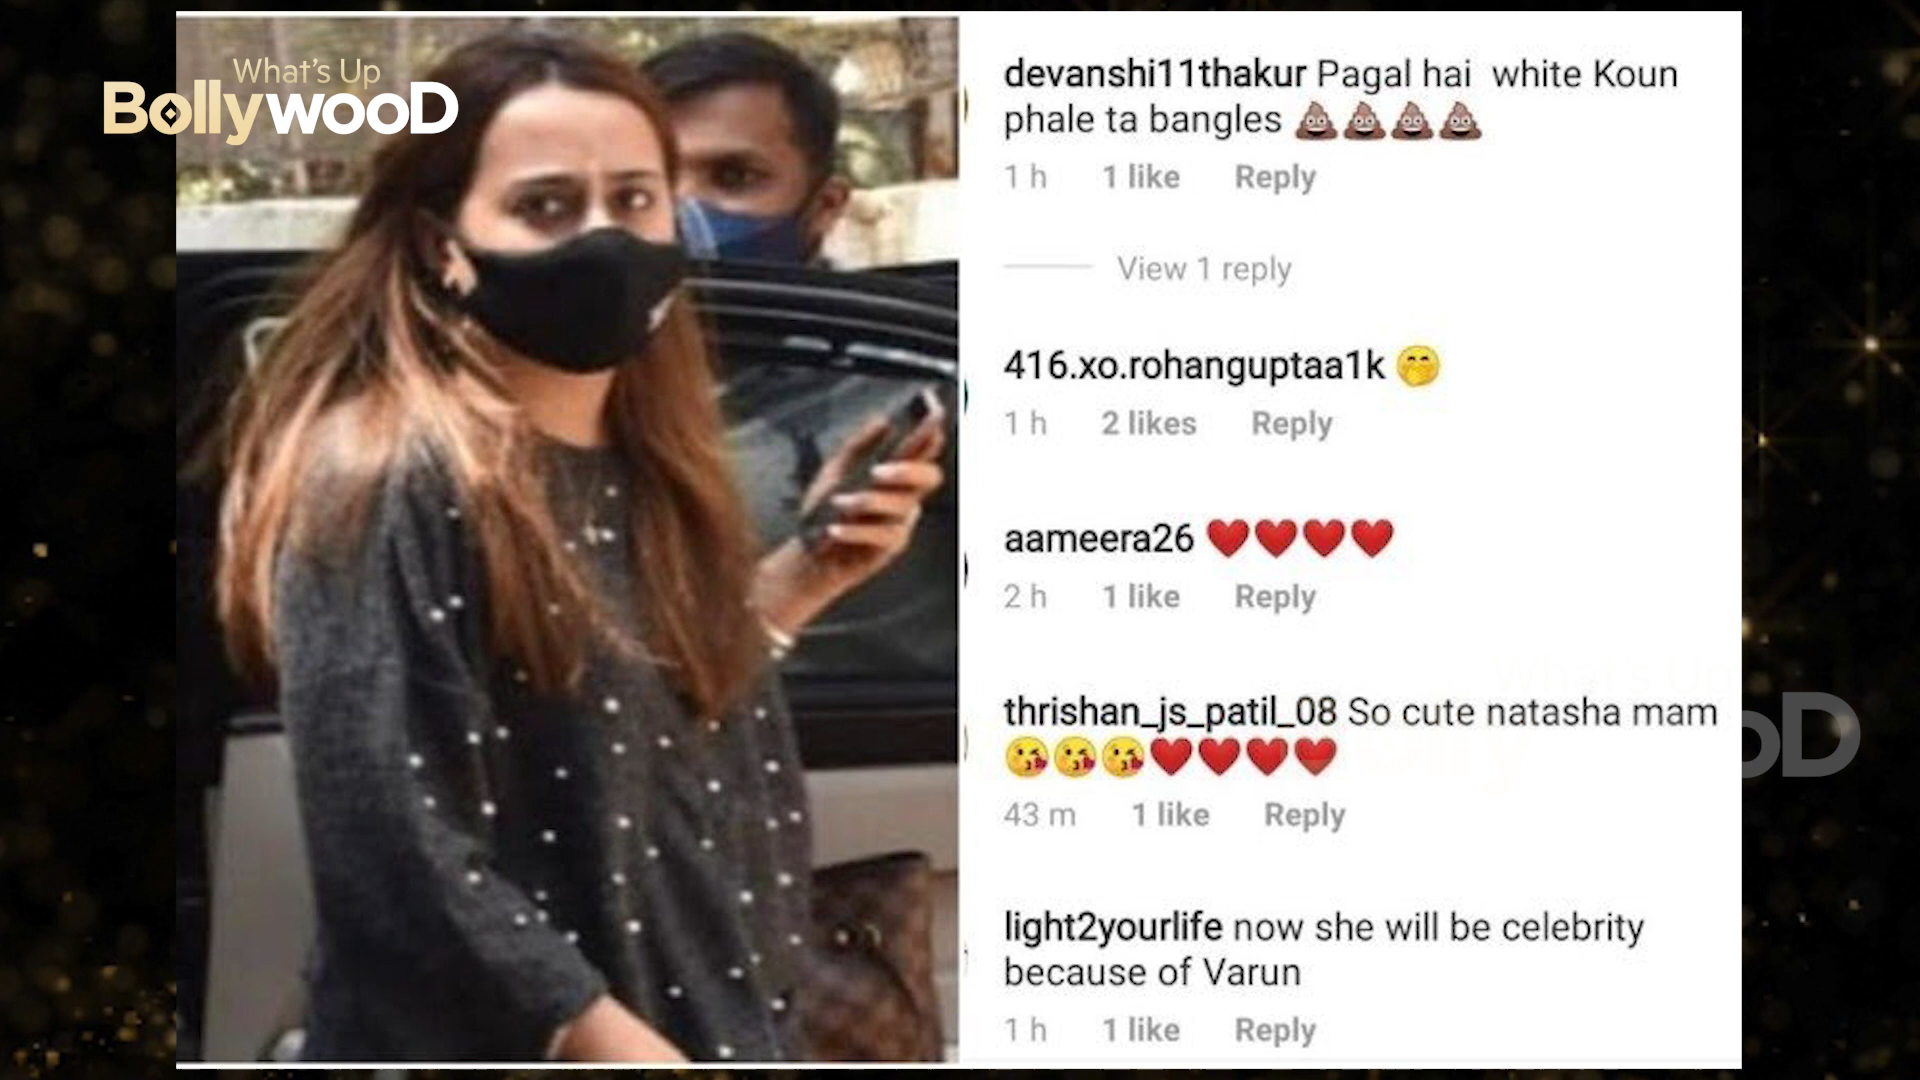 What's Up
BollywooD
devanshi11thakur Pagal hai white Koun
phale ta bangles 💩💩💩💩
1 h 1 like Reply
View 1 reply
416.xo.rohanguptaa1k 🤭
1 h 2 likes Reply
aameera26 ❤️❤️❤️❤️
2 h 1 like Reply
thrishan_js_patil_08 So cute natasha mam
😘😘😘❤️❤️❤️❤️
43 m 1 like Reply
light2yourlife now she will be celebrity
because of Varun
1 h 1 like Reply